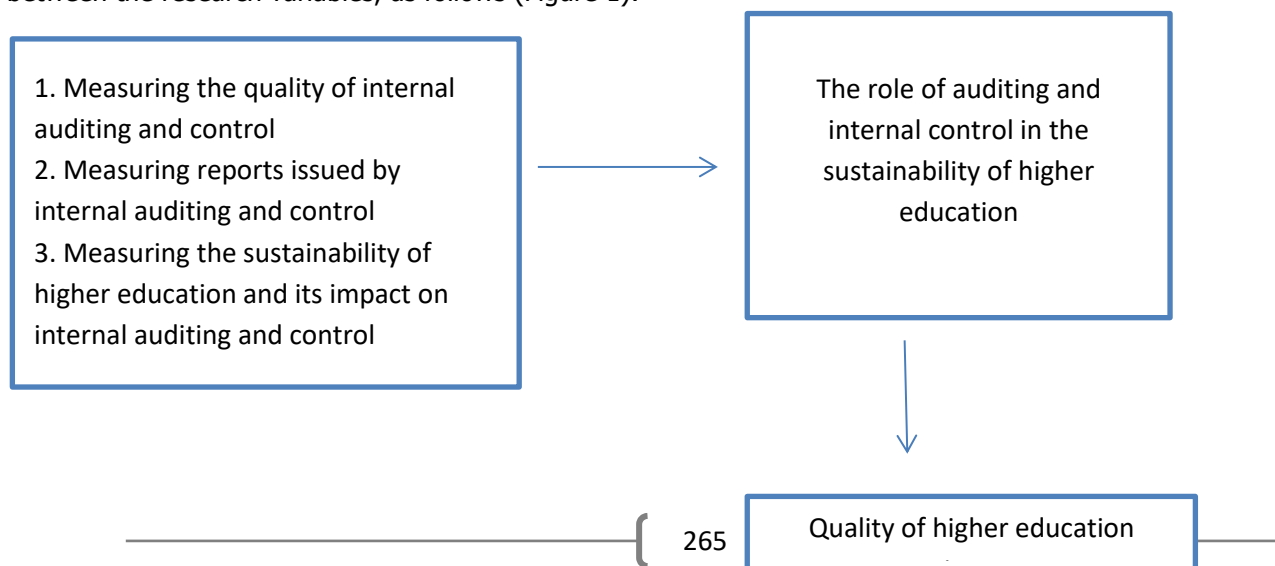 between the research variables, as follows (Figure 1):
1. Measuring the quality of internal
auditing and control
2. Measuring reports issued by
internal auditing and control
3. Measuring the sustainability of
higher education and its impact on
internal auditing and control
The role of auditing and
internal control in the
sustainability of higher
education
Quality of higher education
265